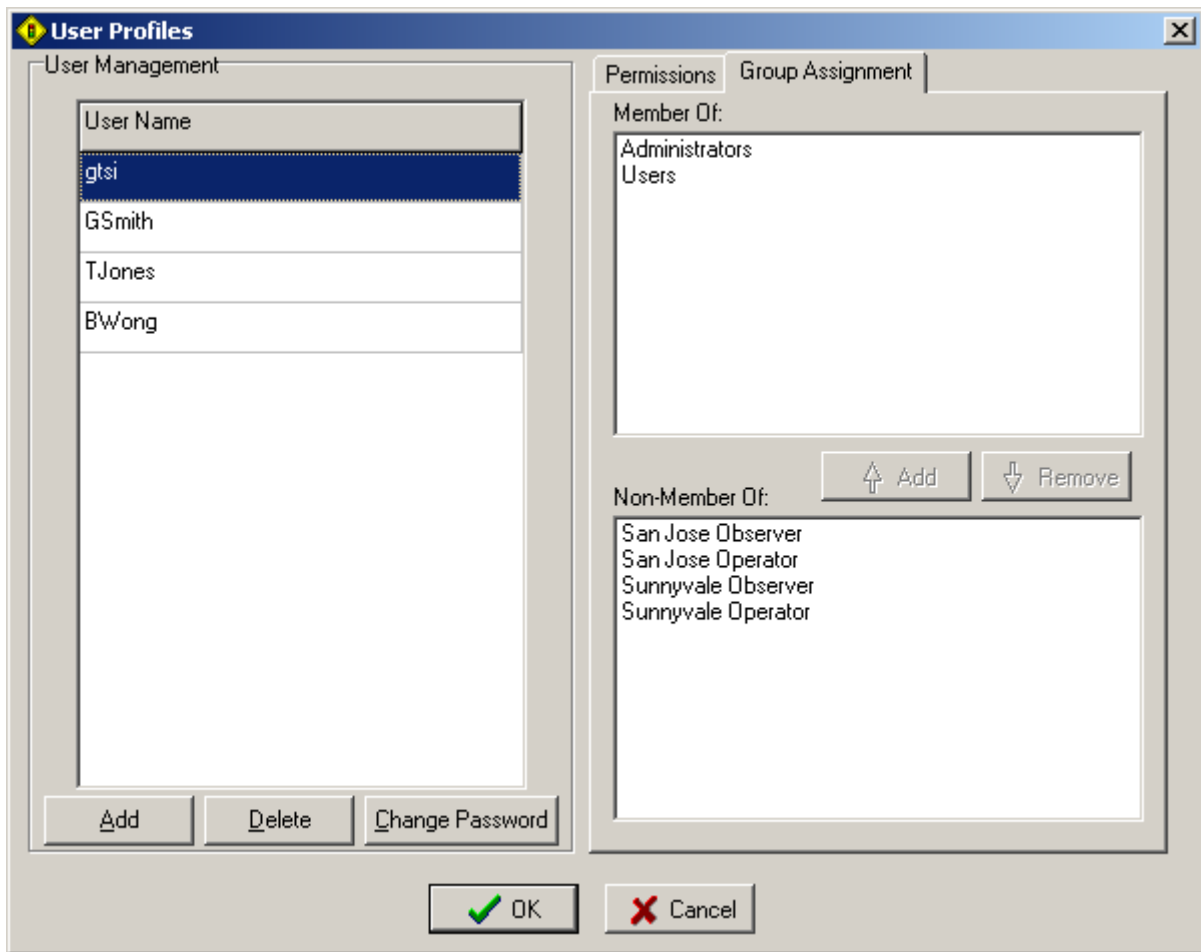 User Profiles
User Management
User Name
gtsi
GSmith
TJones
BWong
Add
Delete
Change Password
Permissions
Group Assignment
Member Of:
Administrators
Users
Add
Remove
Non-Member Of:
San Jose Observer
San Jose Operator
Sunnyvale Observer
Sunnyvale Operator
OK
Cancel